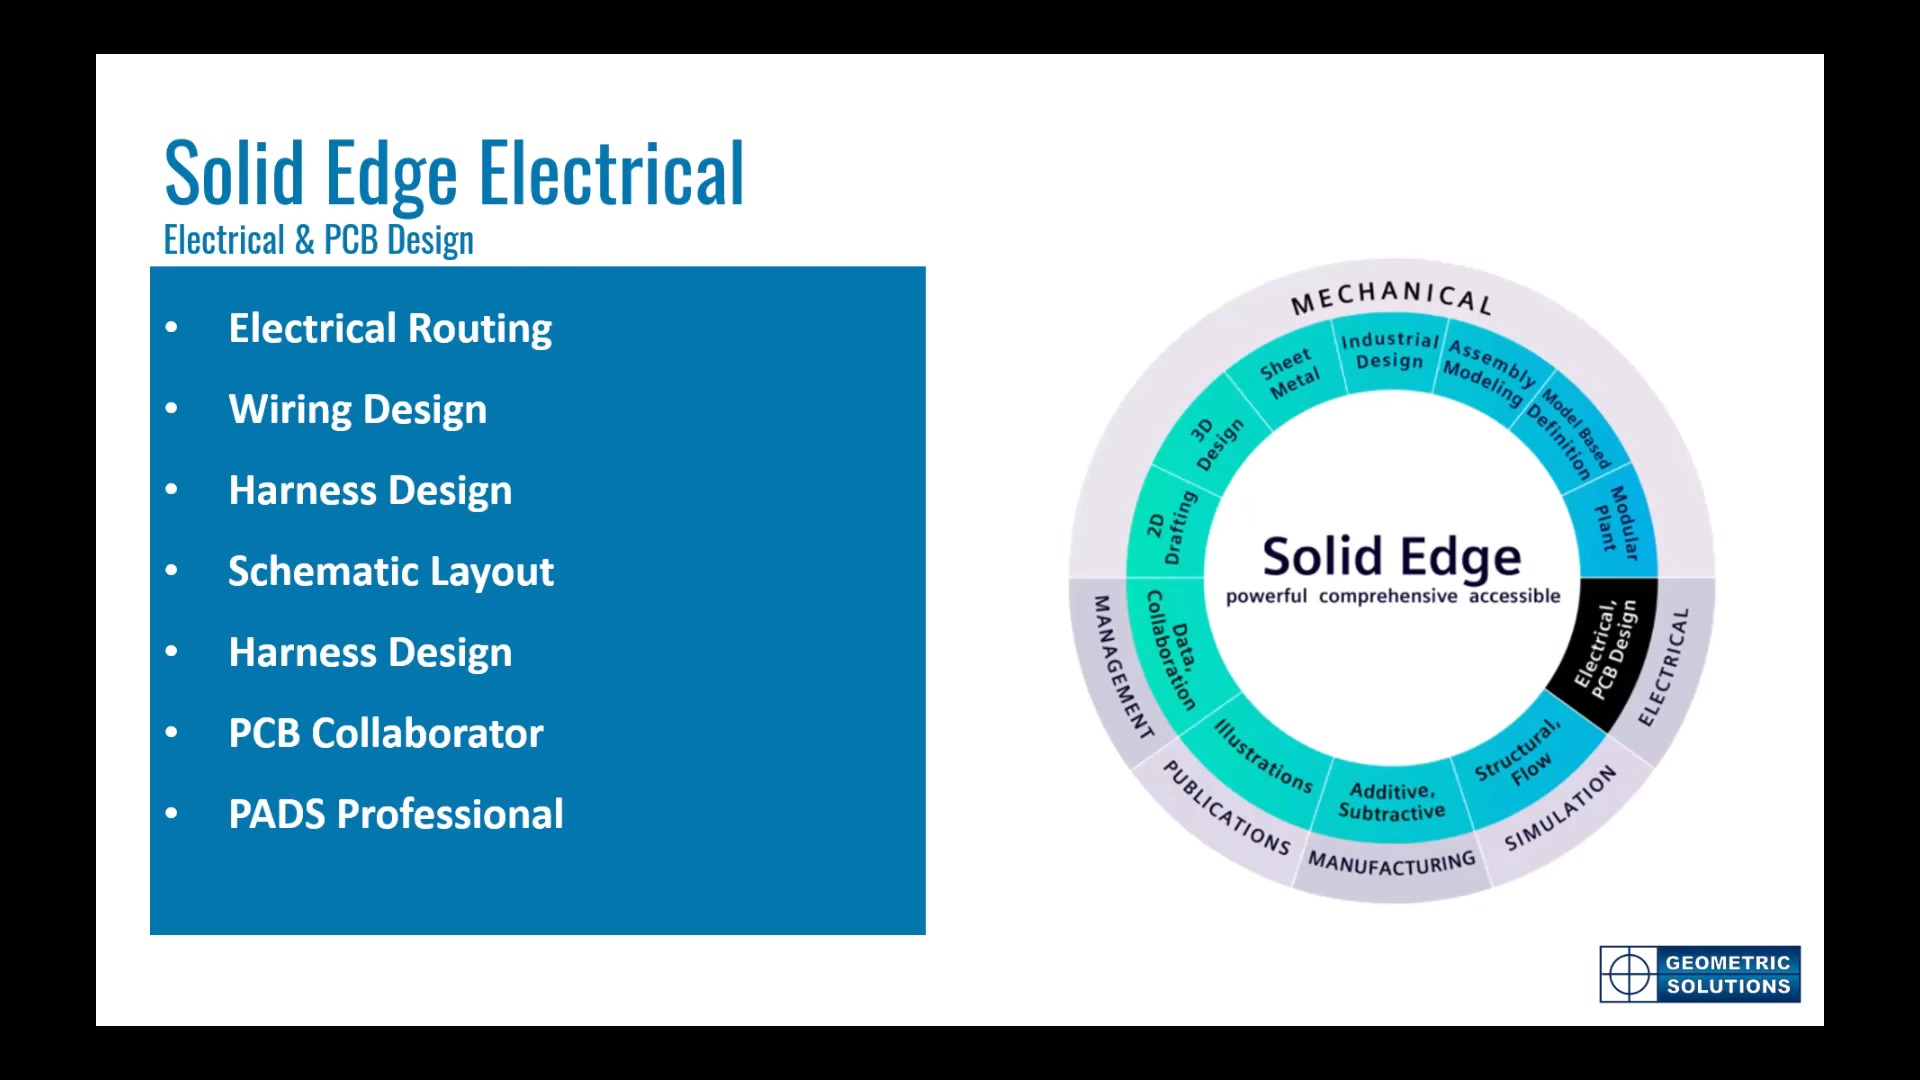 Solid Edge Electrical
Electrical & PCB Design
• Electrical Routing
• Wiring Design
• Harness Design
• Schematic Layout
• Harness Design
• PCB Collaborator
• PADS Professional
MECHANICAL
2D
Drafting
3D
Design
Sheet
Metal
Industrial
Design
Assembly
Modeling
Model Based
Definition
Modular
Plant
Solid Edge
powerful comprehensive accessible
Electrical,
PCB Design
ELECTRICAL
Structural,
Flow
SIMULATION
Additive,
Subtractive
MANUFACTURING
Illustrations
PUBLICATIONS
Data,
Collaboration
MANAGEMENT
GEOMETRIC
SOLUTIONS